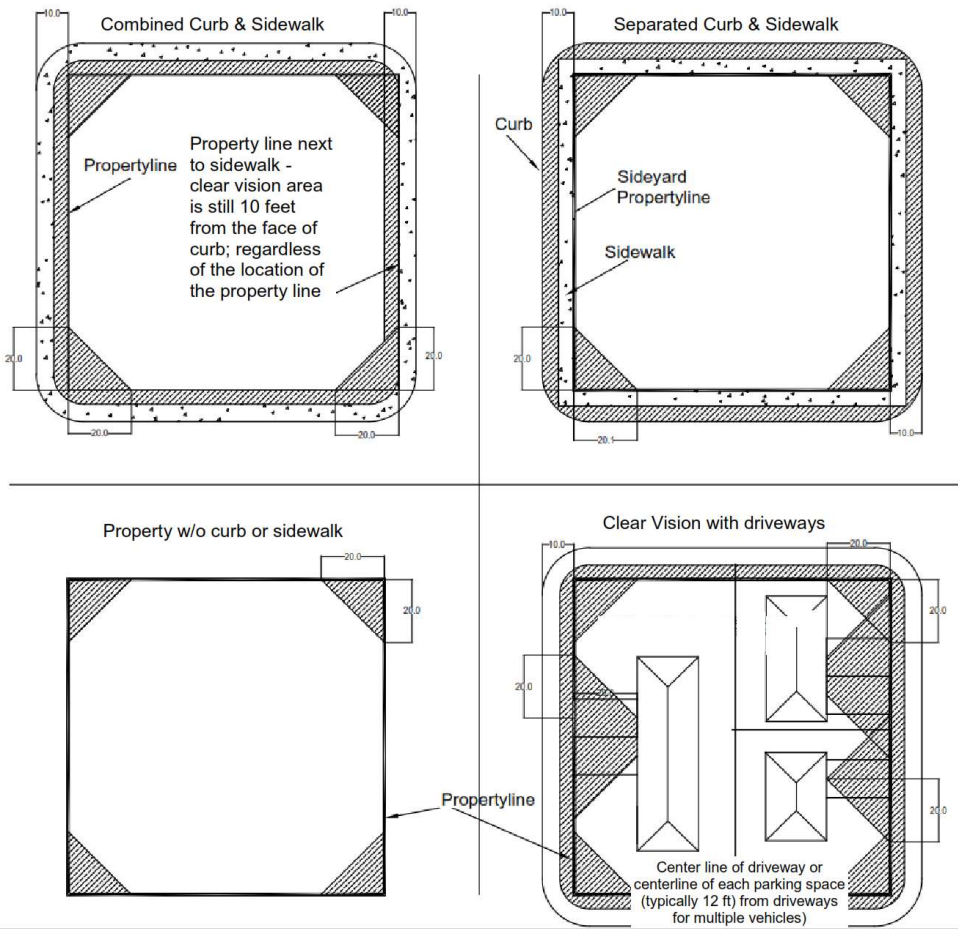 Combined Curb & Sidewalk
10.0
10.0
Propertyline
Property line next
to sidewalk -
clear vision area
is still 10 feet
from the face of
curb; regardless
of the location of
the property line
20.0
20.0
20.0
20.0
Separated Curb & Sidewalk
Curb
Sideyard
Propertyline
Sidewalk
20.0
20.1
10.0
Property w/o curb or sidewalk
20.0
20.0
Propertyline
Clear Vision with driveways
10.0
20.0
20.0
20.0
20.0
Center line of driveway or
centerline of each parking space
(typically 12 ft) from driveways
for multiple vehicles)